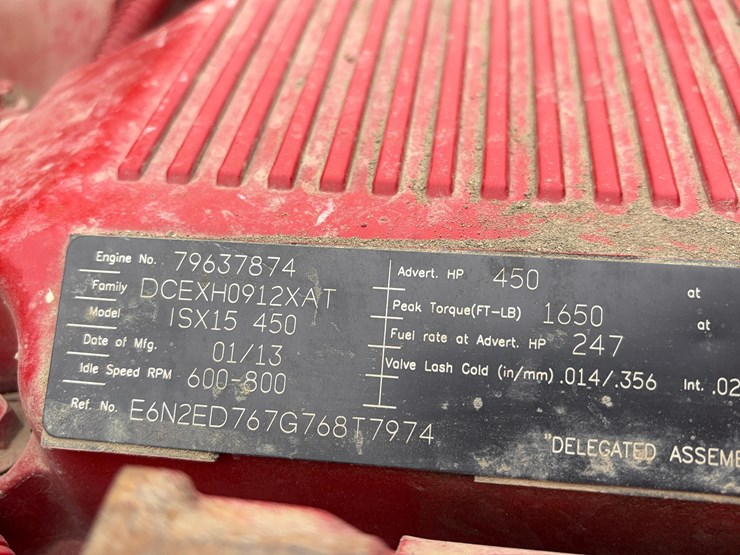 Engine No. 79637874
Family DCEXH0912XAT
Model ISX15 450
Date of Mfg. 01/13
Idle Speed RPM 600-800
Ref. No. E6N2ED767G768T7974
Advert. HP 450 at
Peak Torque(FT-LB) 1650 at
Fuel rate at Advert. HP 247
Valve Lash Cold (in/mm) .014/.356 Int. .02
"DELEGATED ASSEME